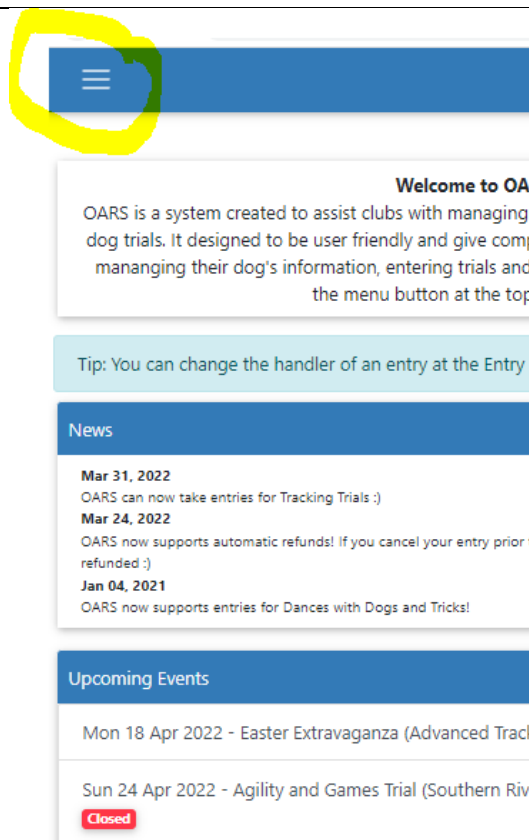 Welcome to OA
OARS is a system created to assist clubs with managing
dog trials. It designed to be user friendly and give com
mananging their dog's information, entering trials and
the menu button at the top
Tip: You can change the handler of an entry at the Entry
News
Mar 31, 2022
OARS can now take entries for Tracking Trials :)
Mar 24, 2022
OARS now supports automatic refunds! If you cancel your entry prior
refunded :)
Jan 04, 2021
OARS now supports entries for Dances with Dogs and Tricks!
Upcoming Events
Mon 18 Apr 2022 - Easter Extravaganza (Advanced Track
Sun 24 Apr 2022 - Agility and Games Trial (Southern Riv
Closed